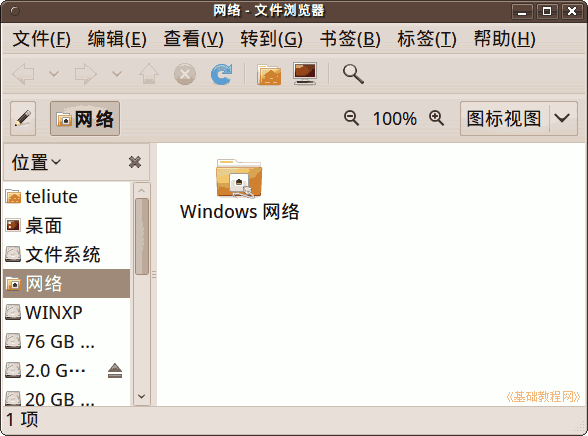 网络 - 文件浏览器
文件(F) 编辑(E) 查看(V) 转到(G) 书签(B) 标签(T) 帮助(H)
网络 100% 图标视图
位置
teliute
桌面
文件系统
网络
WINXP
76 GB ...
2.0 G···
20 GB ...
Windows 网络
《基础教程网》
1 项